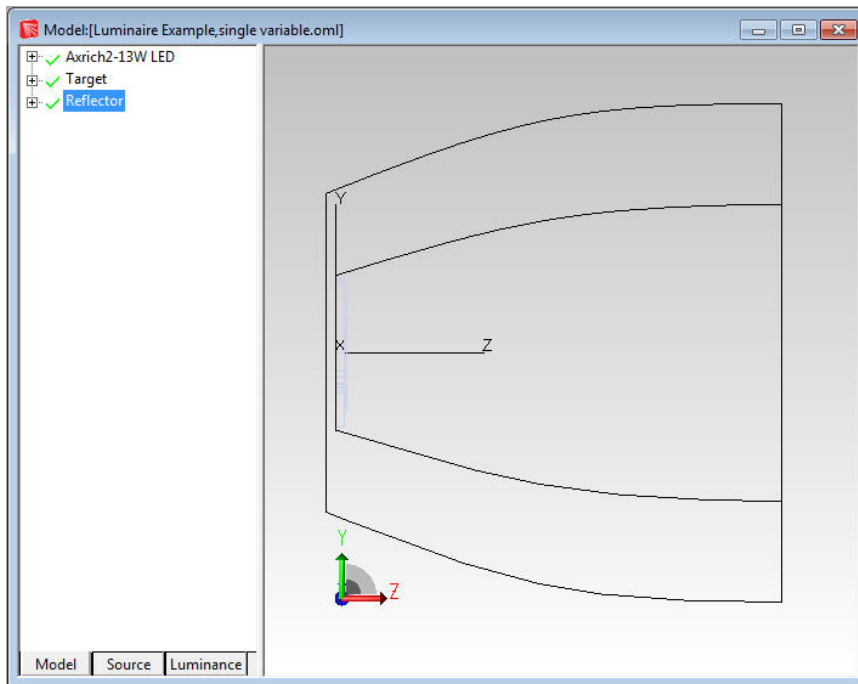 Model:[Luminaire Example,single variable.oml]
Axrich2-13W LED
Target
Reflector
Y
X
Z
Y
Z
Model Source Luminance